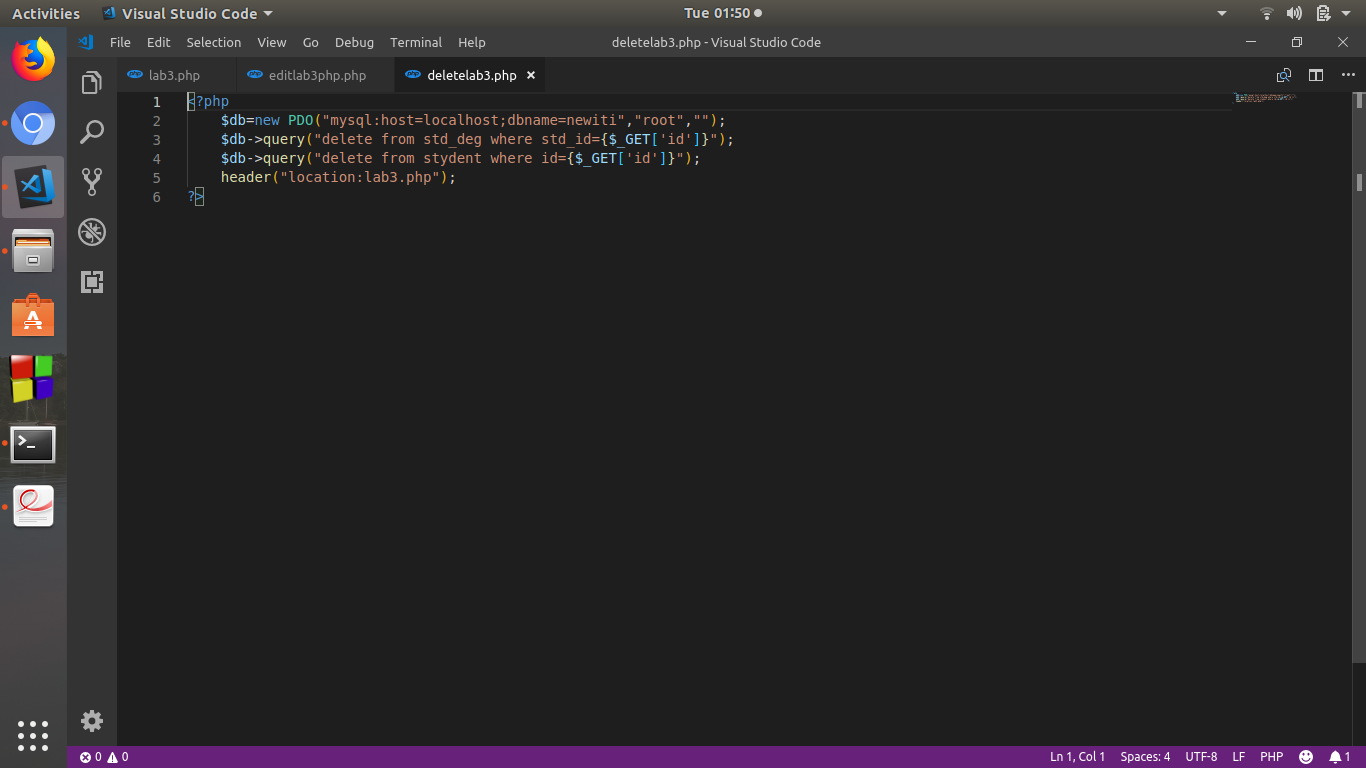 Activities Visual Studio Code Tue 01:50
File Edit Selection View Go Debug Terminal Help deletelab3.php - Visual Studio Code
lab3.php editlab3php.php deletelab3.php
1 <?php
2 $db=new PDO("mysql:host=localhost;dbname=newiti","root","");
3 $db->query("delete from std_deg where std_id={$_GET['id']}");
4 $db->query("delete from stydent where id={$_GET['id']}");
5 header("location:lab3.php");
6 ?>
0 0 Ln 1, Col 1 Spaces: 4 UTF-8 LF PHP 1